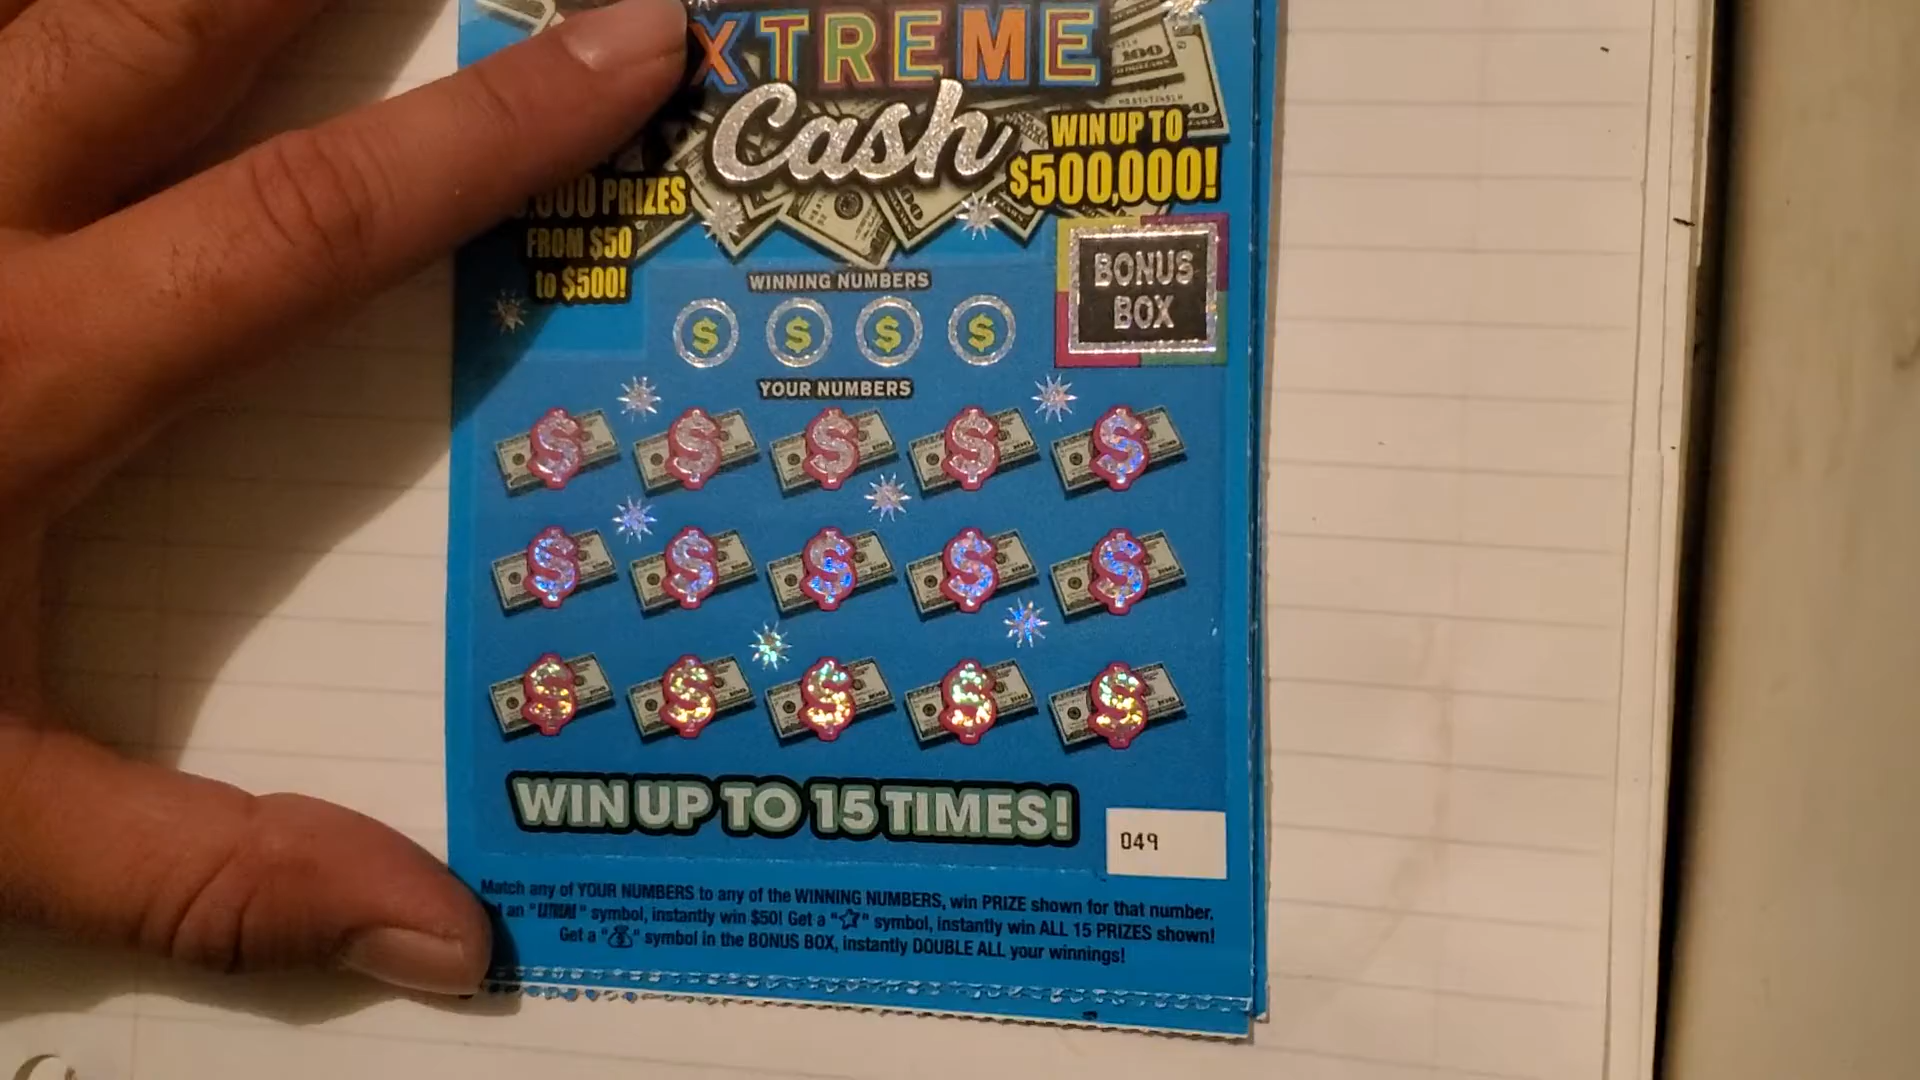 XTREME
Cash
WIN UP TO
$500,000!
,000 PRIZES
FROM $50
to $500!
WINNING NUMBERS
BONUS
BOX
$ $ $ $
YOUR NUMBERS
$ $ $ $ $
$ $ $ $ $
$ $ $ $ $
WIN UP TO 15 TIMES!
049
Match any of YOUR NUMBERS to any of the WINNING NUMBERS, win PRIZE shown for that number.
an "EXTREME" symbol, instantly win $50! Get a "" symbol, instantly win ALL 15 PRIZES shown!
Get a "" symbol in the BONUS BOX, instantly DOUBLE ALL your winnings!